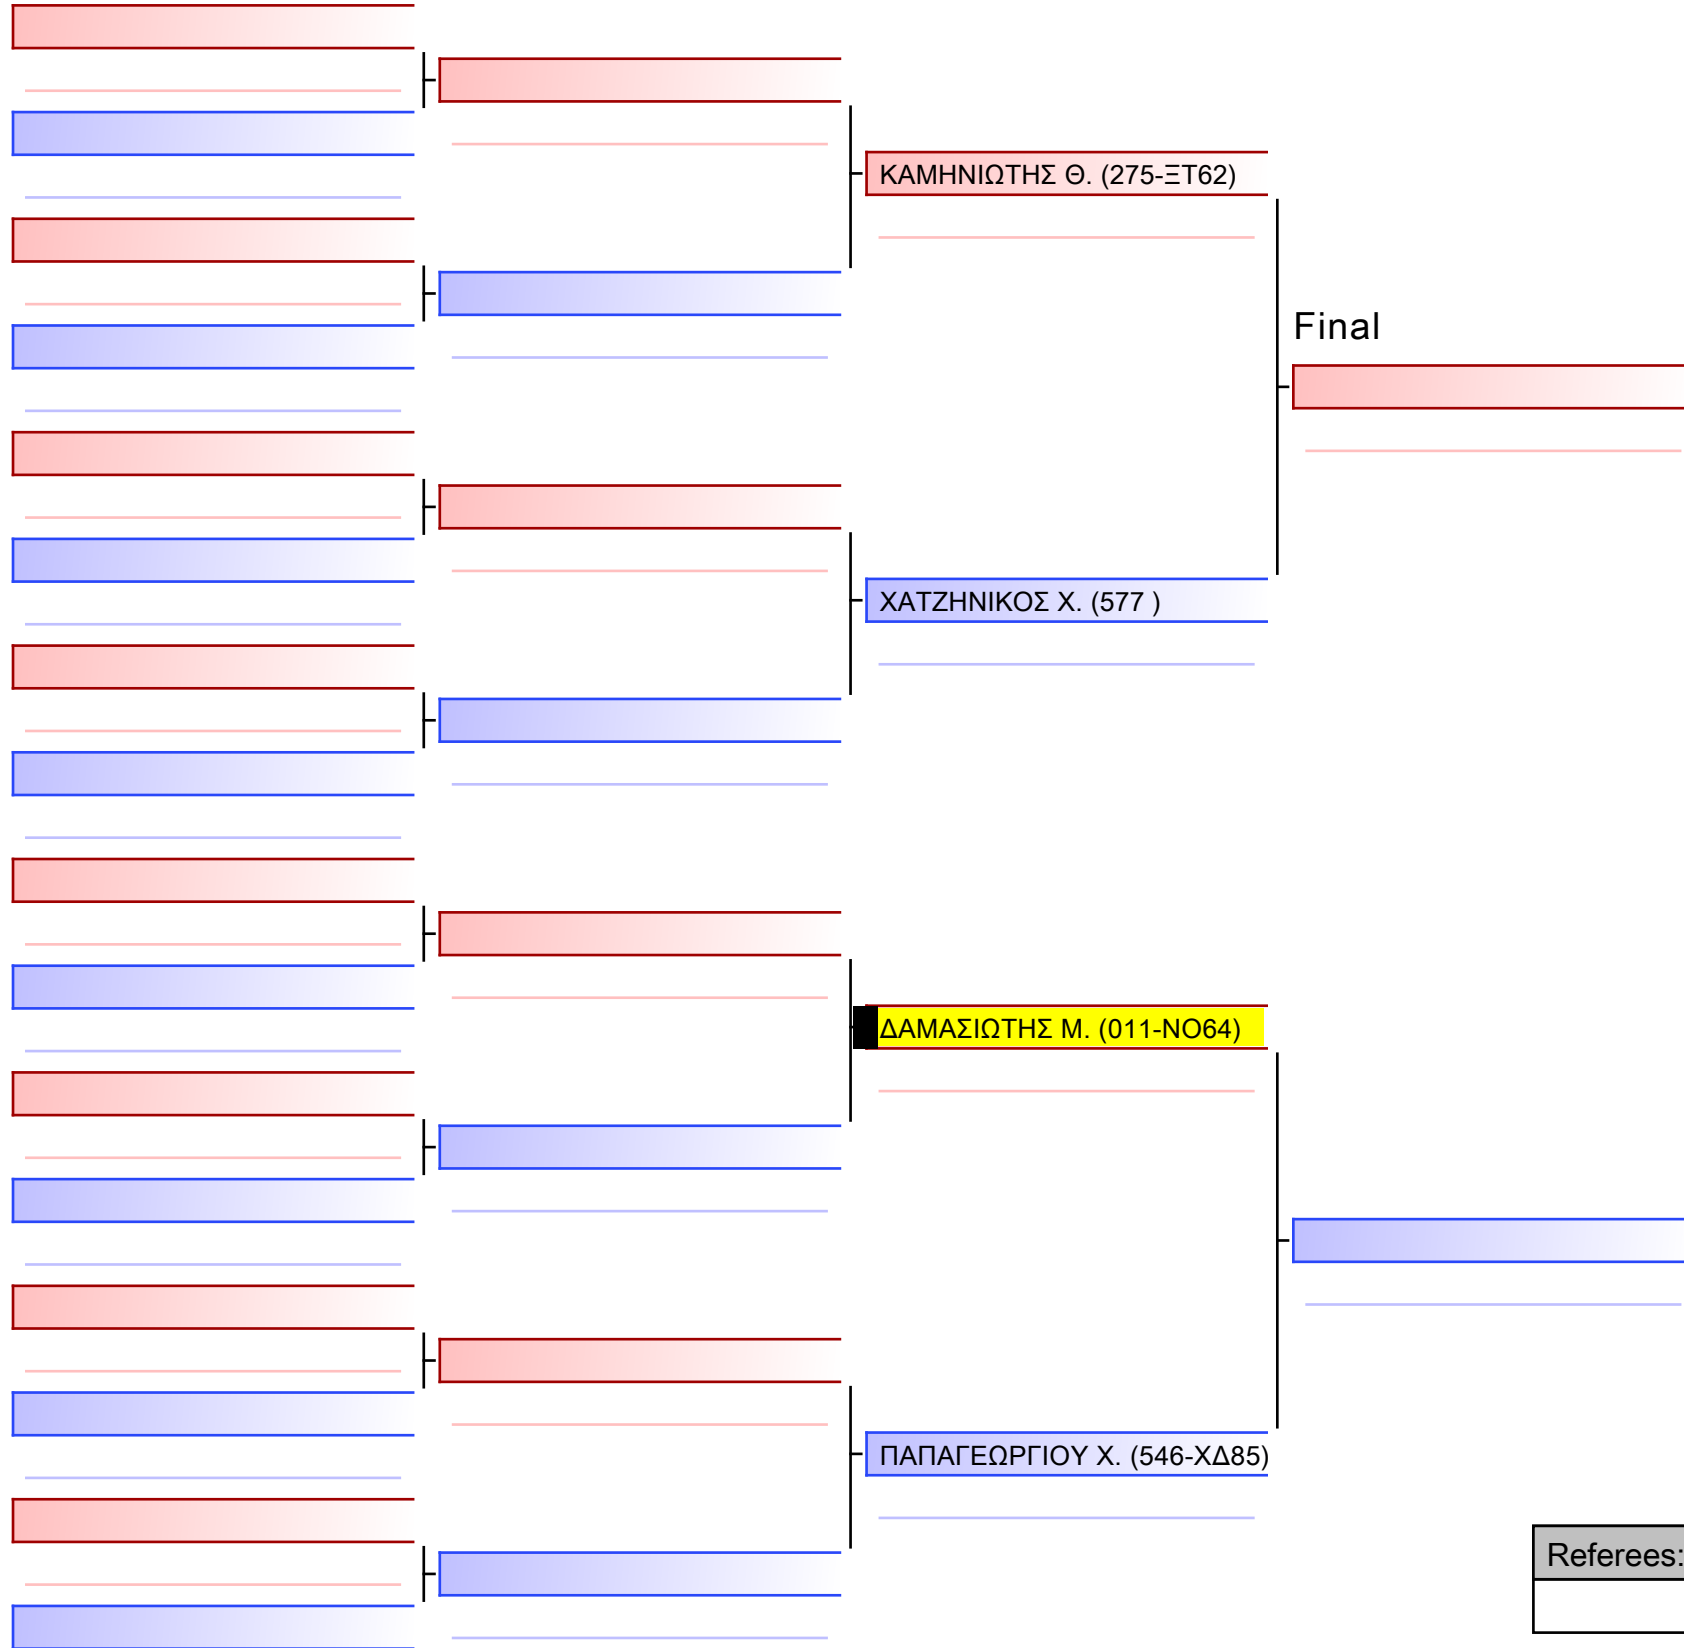 ΚΑΜΗΝΙΩΤΗΣ Θ. (275-ΞΤ62)
Final
ΧΑΤΖΗΝΙΚΟΣ Χ. (577 )
ΔΑΜΑΣΙΩΤΗΣ Μ. (011-ΝΟ64)
ΠΑΠΑΓΕΩΡΓΙΟΥ Χ. (546-ΧΔ85)
Referees: